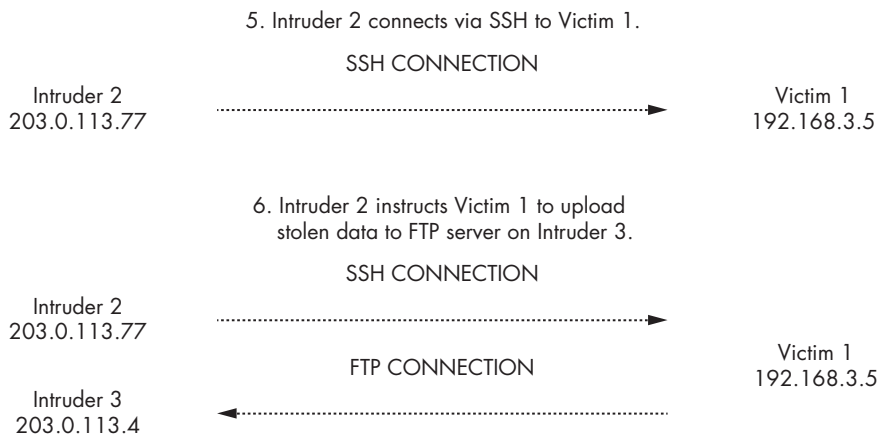 5. Intruder 2 connects via SSH to Victim 1.
SSH CONNECTION
Intruder 2
203.0.113.77
Victim 1
192.168.3.5
6. Intruder 2 instructs Victim 1 to upload
stolen data to FTP server on Intruder 3.
SSH CONNECTION
Intruder 2
203.0.113.77
FTP CONNECTION
Victim 1
192.168.3.5
Intruder 3
203.0.113.4